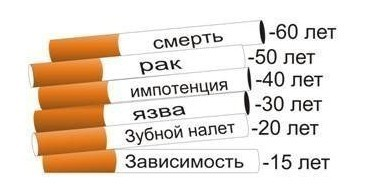 смерть -60 лет
рак -50 лет
импотенция -40 лет
язва -30 лет
Зубной налет -20 лет
Зависимость -15 лет